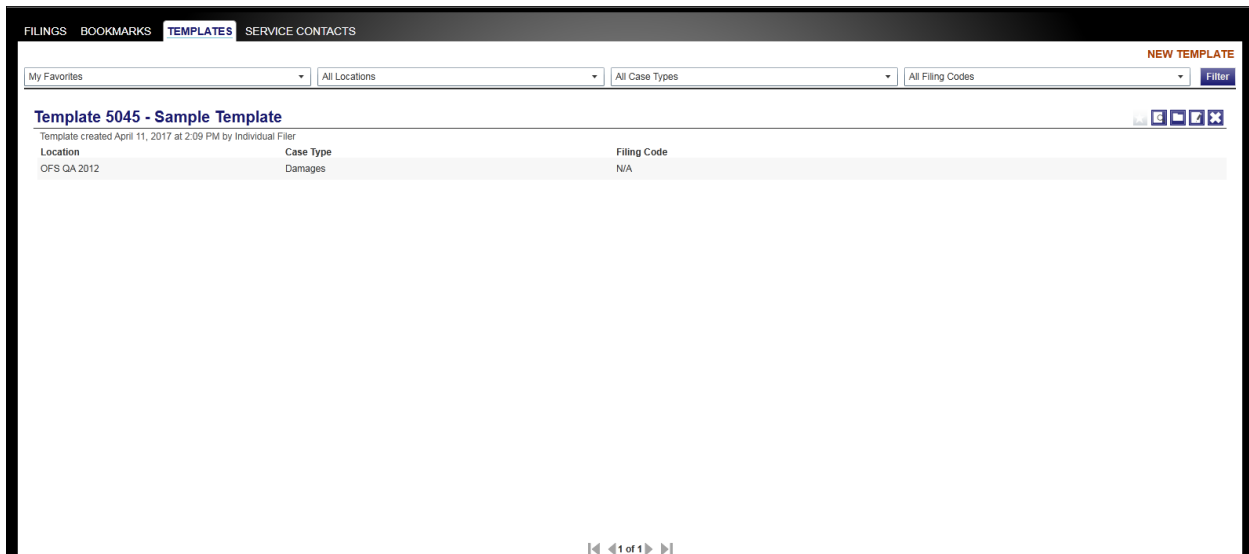 FILINGS BOOKMARKS TEMPLATES SERVICE CONTACTS
NEW TEMPLATE
My Favorites All Locations All Case Types All Filing Codes Filter
Template 5045 - Sample Template
Template created April 11, 2017 at 2:09 PM by Individual Filer
Location Case Type Filing Code
OFS QA 2012 Damages N/A
1 of 1